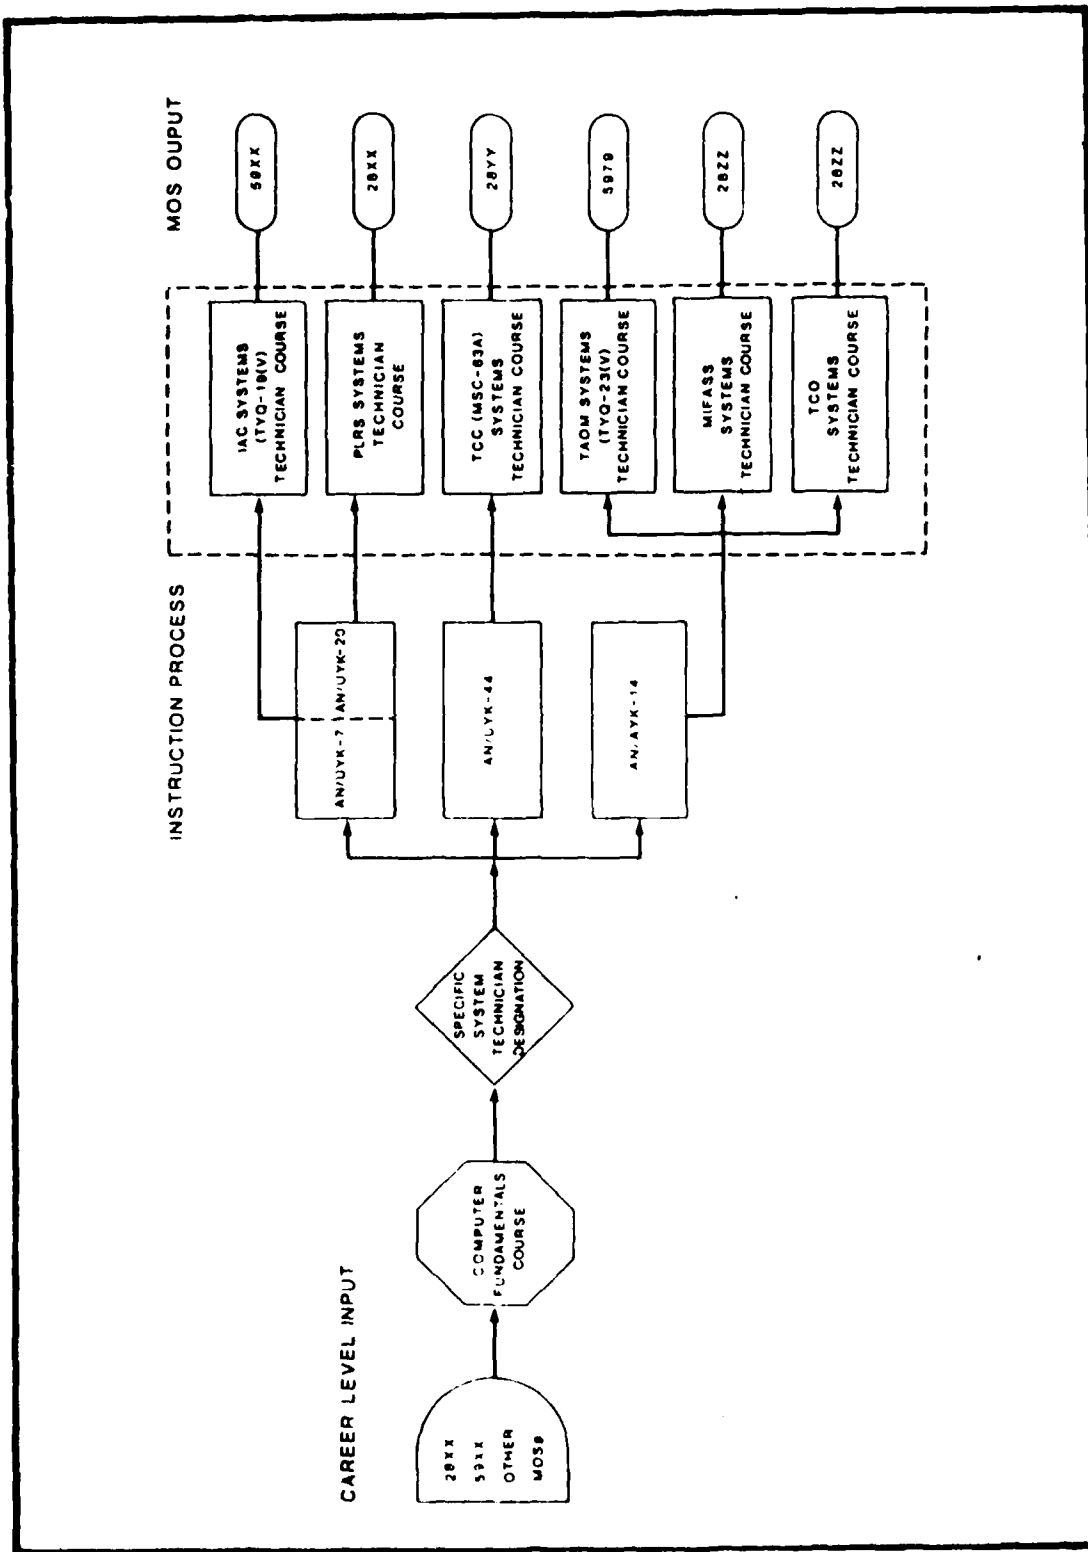 CAREER LEVEL INPUT
28XX
59XX
OTHER
MOSs
COMPUTER
FUNDAMENTALS
COURSE
SPECIFIC
SYSTEM
TECHNICIAN
DESIGNATION
INSTRUCTION PROCESS
AN/UYK-7 AN/UYK-20
AN/UYK-44
AN/AYK-14
IAC SYSTEMS
(TYQ-19(V)
TECHNICIAN COURSE
PLRS SYSTEMS
TECHNICIAN
COURSE
TCC (MSC-63A)
SYSTEMS
TECHNICIAN COURSE
TAOM SYSTEMS
(TYQ-23(V)
TECHNICIAN COURSE
MIFASS
SYSTEMS
TECHNICIAN COURSE
TCO
SYSTEMS
TECHNICIAN COURSE
MOS OUPUT
59XX
28XX
28YY
5979
28ZZ
28ZZ